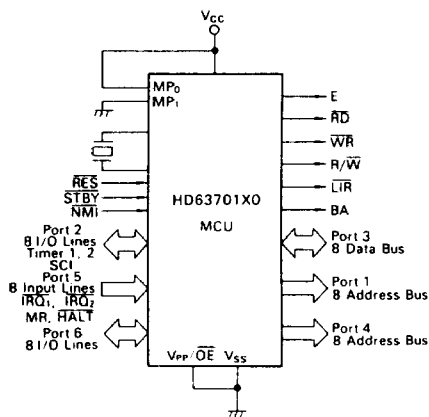 V̅CC
MP0
MP1
RES
STBY
NMI
Port 2
8 I/O Lines
Timer 1, 2
SCI
Port 5
8 Input Lines
IRQ1, IRQ2
MR, HALT
Port 6
8 I/O Lines
HD63701X0
MCU
VPP/OE VSS
E
RD
WR
R/W
LIR
BA
Port 3
8 Data Bus
Port 1
8 Address Bus
Port 4
8 Address Bus